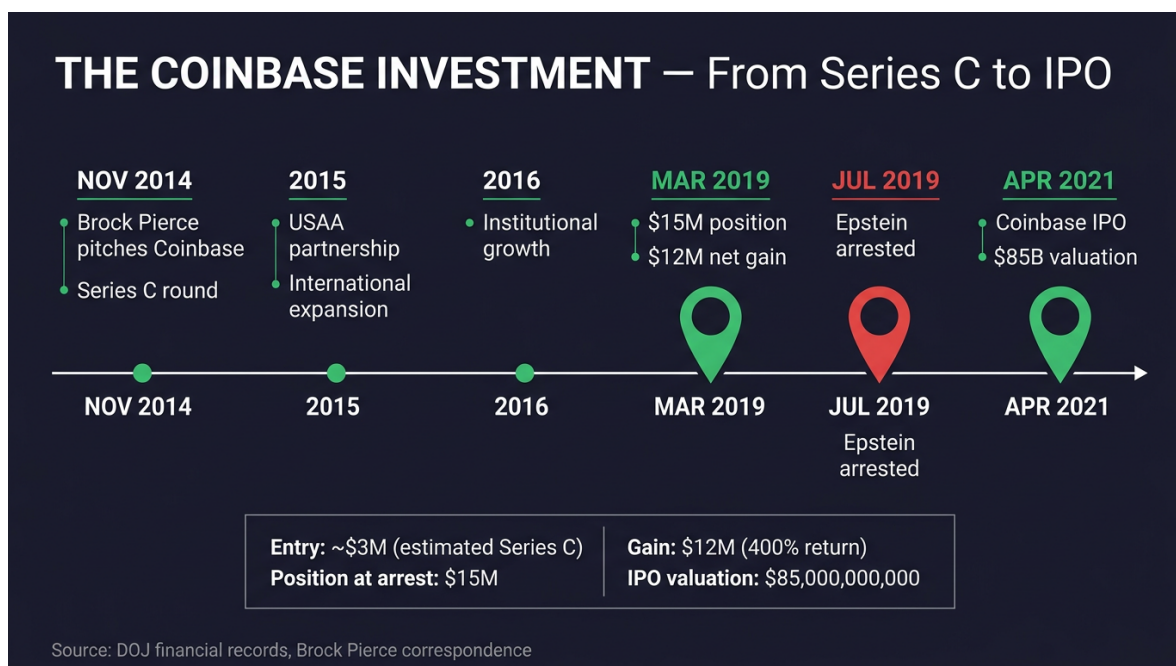 THE COINBASE INVESTMENT — From Series C to IPO
NOV 2014
Brock Pierce
pitches Coinbase
Series C round
2015
USAA
partnership
International
expansion
2016
Institutional
growth
MAR 2019
$15M position
$12M net gain
JUL 2019
Epstein
arrested
APR 2021
Coinbase IPO
$85B valuation
NOV 2014
2015
2016
MAR 2019
JUL 2019
APR 2021
Epstein
arrested
Entry: ~$3M (estimated Series C)
Position at arrest: $15M
Gain: $12M (400% return)
IPO valuation: $85,000,000,000
Source: DOJ financial records, Brock Pierce correspondence